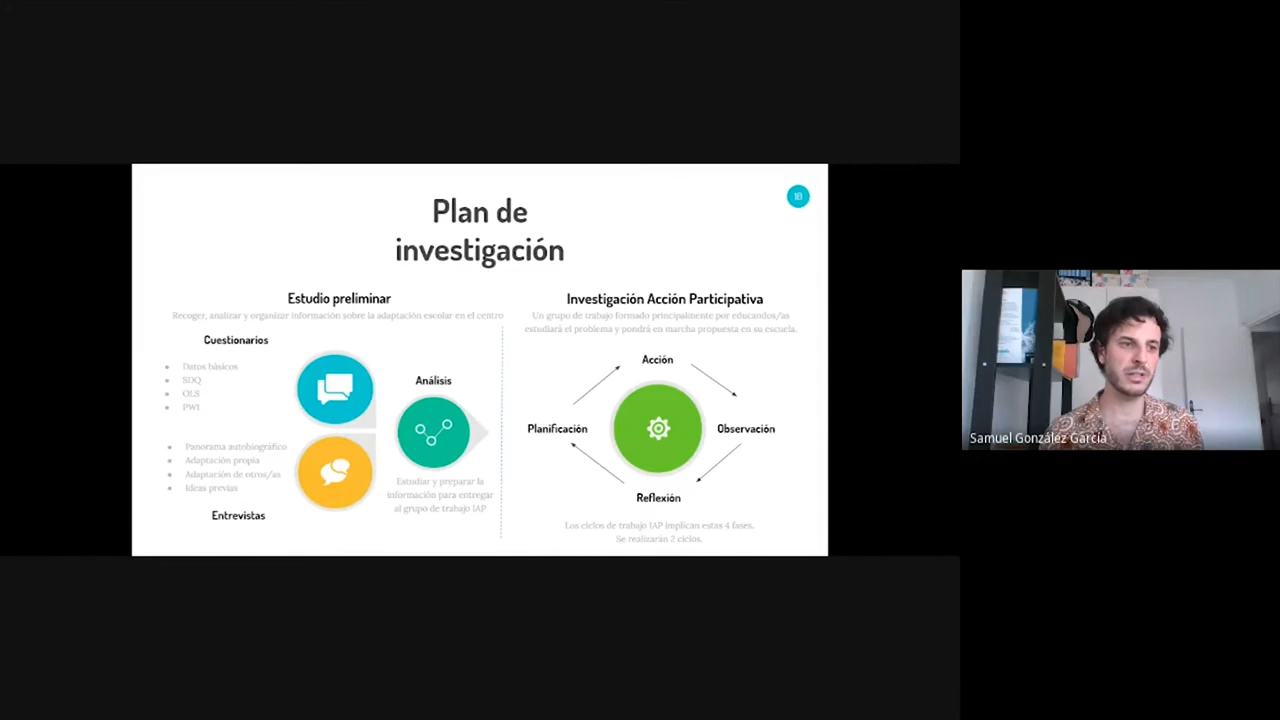 Plan de
investigación
18
Estudio preliminar
Recoger, analizar y organizar información sobre la adaptación escolar en el centro
Cuestionarios
Datos básicos
SDQ
OLS
PWI
Panorama autobiográfico
Adaptación propia
Adaptación de otros/as
Ideas previas
Entrevistas
Análisis
Estudiar y preparar la
información para entregar
al grupo de trabajo IAP
Investigación Acción Participativa
Un grupo de trabajo formado principalmente por educandos/as
estudiará el problema y pondrá en marcha propuesta en su escuela.
Acción
Planificación
Observación
Reflexión
Los ciclos de trabajo IAP implican estas 4 fases.
Se realizarán 2 ciclos.
Samuel González García